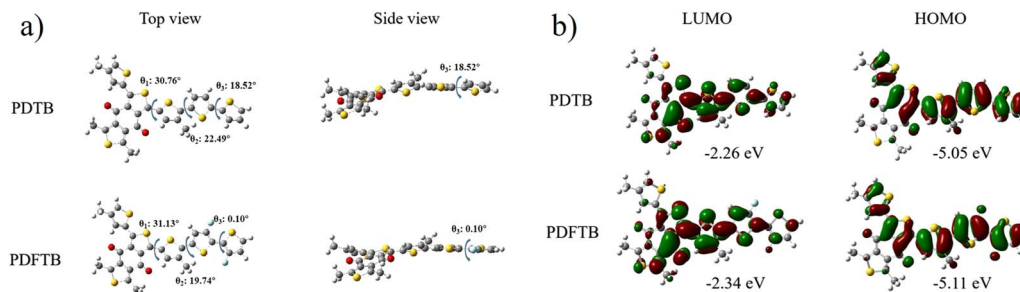 a)
Top view
Side view
PDTB
θ₁: 30.76°
θ₃: 18.52°
θ₂: 22.49°
θ₃: 18.52°
PDFTB
θ₁: 31.13°
θ₃: 0.10°
θ₂: 19.74°
θ₃: 0.10°
b)
LUMO
HOMO
PDTB
-2.26 eV
-5.05 eV
PDFTB
-2.34 eV
-5.11 eV